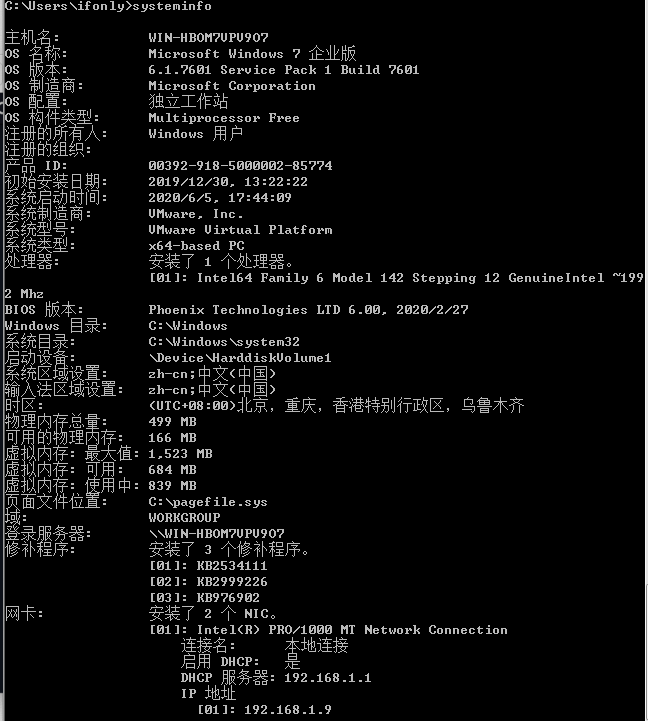 C:\Users\ifonly>systeminfo
主机名:           WIN-HBOM7VPV9O7
OS 名称:          Microsoft Windows 7 企业版
OS 版本:          6.1.7601 Service Pack 1 Build 7601
OS 制造商:        Microsoft Corporation
OS 配置:          独立工作站
OS 构件类型:      Multiprocessor Free
注册的所有人:     Windows 用户
注册的组织:
产品 ID:          00392-918-5000002-85774
初始安装日期:     2019/12/30, 13:22:22
系统启动时间:     2020/6/5, 17:44:09
系统制造商:       VMware, Inc.
系统型号:         VMware Virtual Platform
系统类型:         x64-based PC
处理器:           安装了 1 个处理器。
[01]: Intel64 Family 6 Model 142 Stepping 12 GenuineIntel ~199
2 Mhz
BIOS 版本:        Phoenix Technologies LTD 6.00, 2020/2/27
Windows 目录:     C:\Windows
系统目录:         C:\Windows\system32
启动设备:         \Device\HarddiskVolume1
系统区域设置:     zh-cn;中文(中国)
输入法区域设置:   zh-cn;中文(中国)
时区:             (UTC+08:00)北京，重庆，香港特别行政区，乌鲁木齐
物理内存总量:     499 MB
可用的物理内存:   166 MB
虚拟内存: 最大值: 1,523 MB
虚拟内存: 可用:   684 MB
虚拟内存: 使用中: 839 MB
页面文件位置:     C:\pagefile.sys
域:               WORKGROUP
登录服务器:       \\WIN-HBOM7VPV9O7
修补程序:         安装了 3 个修补程序。
[01]: KB2534111
[02]: KB2999226
[03]: KB976902
网卡:             安装了 2 个 NIC。
[01]: Intel(R) PRO/1000 MT Network Connection
连接名:      本地连接
启用 DHCP:   是
DHCP 服务器: 192.168.1.1
IP 地址
[01]: 192.168.1.9